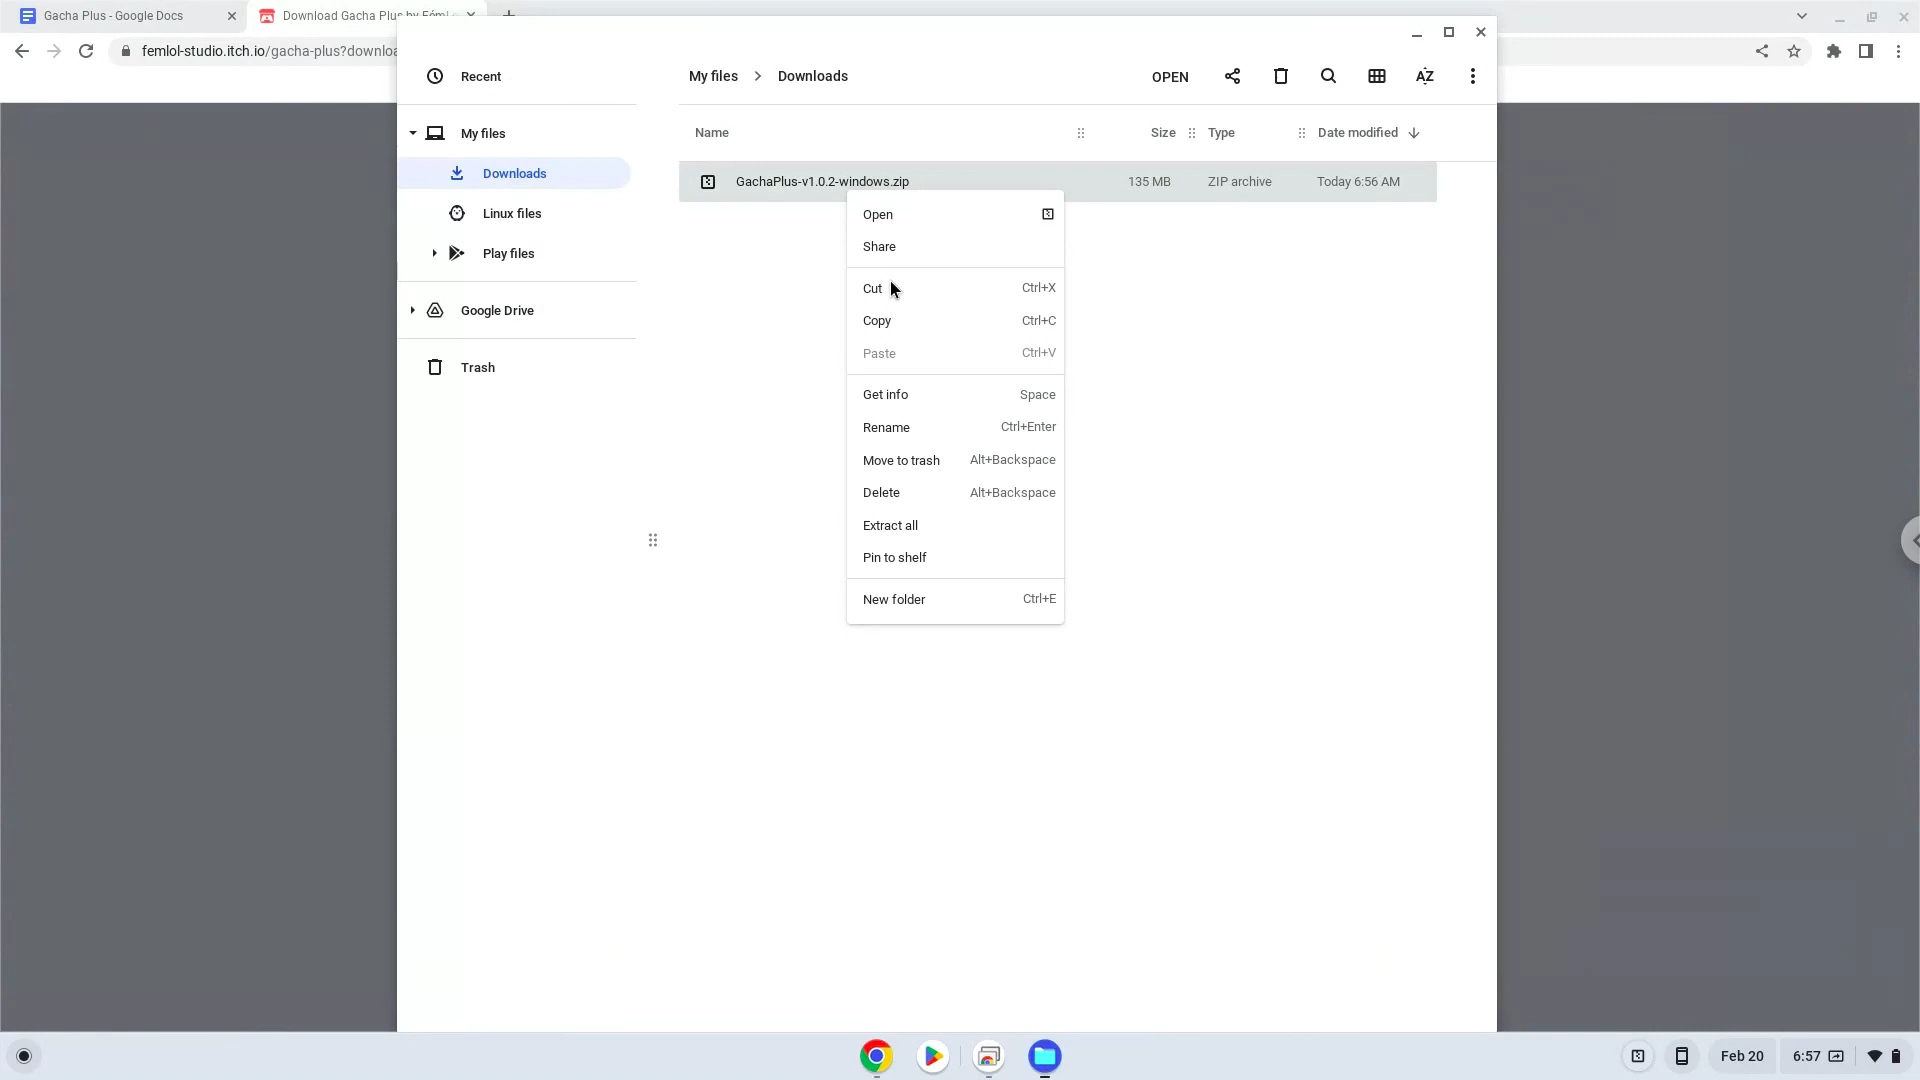 Gacha Plus - Google Docs
Download Gacha Plus by Féml
femlol-studio.itch.io/gacha-plus?downloa
Recent
My files
Downloads
Linux files
Play files
Google Drive
Trash
My files > Downloads
OPEN
AZ
Name Size Type Date modified
GachaPlus-v1.0.2-windows.zip 135 MB ZIP archive Today 6:56 AM
Open
Share
Cut Ctrl+X
Copy Ctrl+C
Paste Ctrl+V
Get info Space
Rename Ctrl+Enter
Move to trash Alt+Backspace
Delete Alt+Backspace
Extract all
Pin to shelf
New folder Ctrl+E
Feb 20
6:57